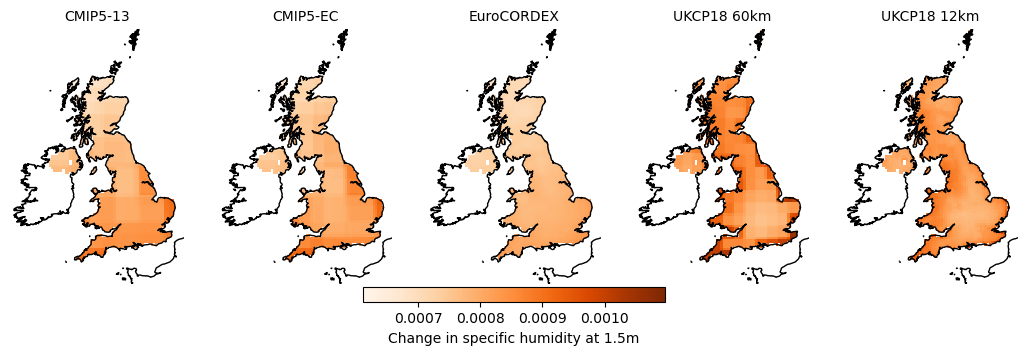 CMIP5-13 CMIP5-EC EuroCORDEX UKCP18 60km UKCP18 12km
0.0007 0.0008 0.0009 0.0010
Change in specific humidity at 1.5m